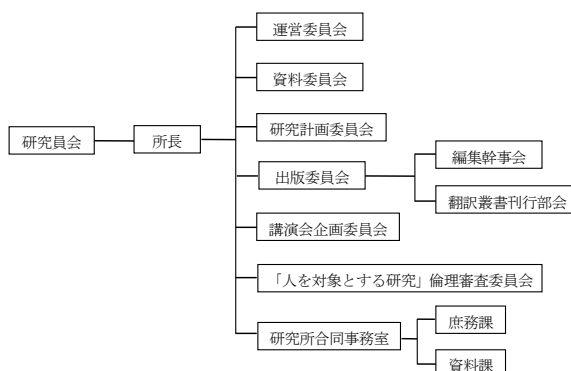 運営委員会
資料委員会
研究計画委員会
研究員会
所長
出版委員会
編集幹事会
翻訳叢書刊行部会
講演会企画委員会
「人を対象とする研究」倫理審査委員会
研究所合同事務室
庶務課
資料課